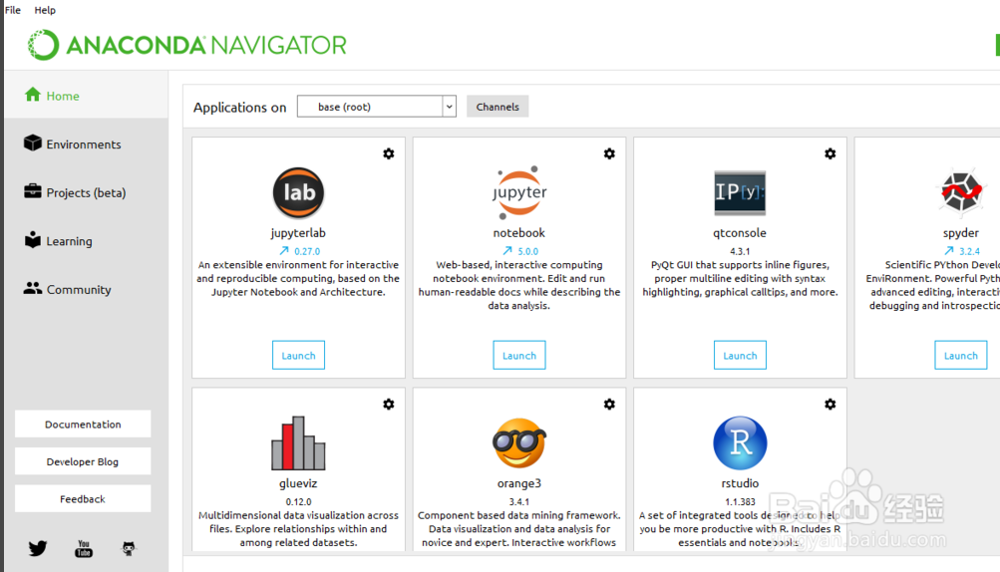 File Help
ANACONDA NAVIGATOR
Home
Environments
Projects (beta)
Learning
Community
Documentation
Developer Blog
Feedback
You
Tube
Applications on base (root) Channels
lab
jupyterlab
0.27.0
An extensible environment for interactive
and reproducible computing, based on the
Jupyter Notebook and Architecture.
Launch
jupyter
notebook
5.0.0
Web-based, interactive computing
notebook environment. Edit and run
human-readable docs while describing the
data analysis.
Launch
IP[y]:
qtconsole
4.3.1
PyQt GUI that supports inline figures,
proper multiline editing with syntax
highlighting, graphical calltips, and more.
Launch
spyder
3.2.4
Scientific PYthon Develo
EnviRonment. Powerful Pyth
advanced editing, interactiv
debugging and introspectio
Launch
glueviz
0.12.0
Multidimensional data visualization across
files. Explore relationships within and
among related datasets.
orange3
3.4.1
Component based data mining framework.
Data visualization and data analysis for
novice and expert. Interactive workflows
R
rstudio
1.1.383
A set of integrated tools designed to help
you be more productive with R. Includes R
essentials and notebooks.
Baidu 经验
jingyan.baidu.com